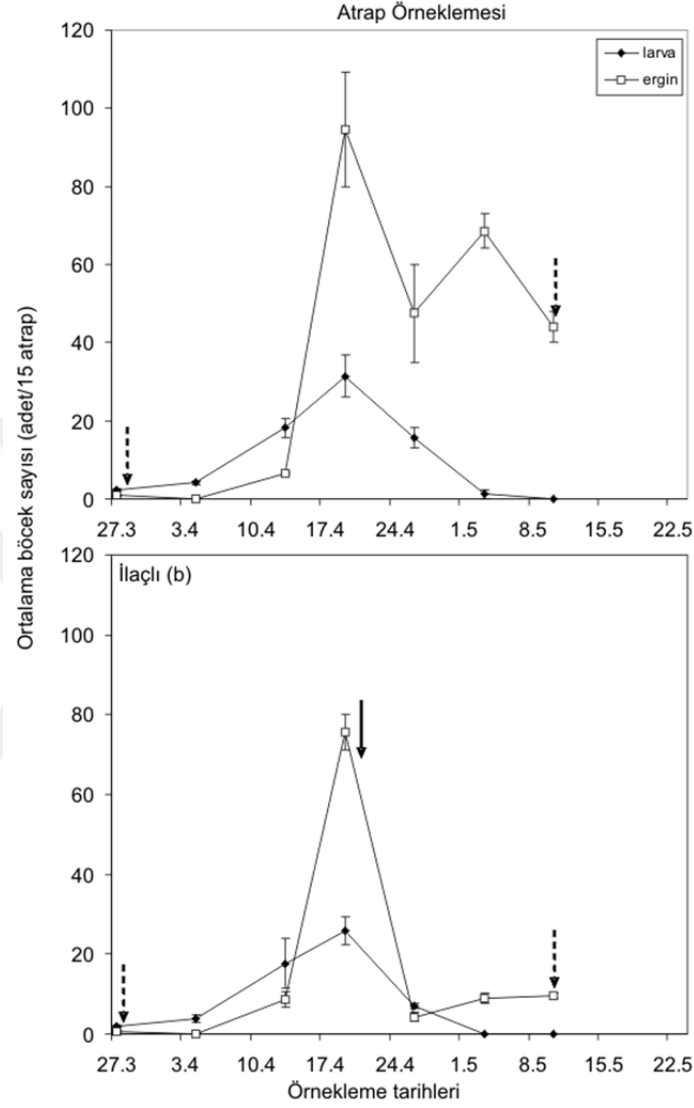 Atrap Örneklemesi
larva
ergin
120
100
80
60
40
20
0
27.3 3.4 10.4 17.4 24.4 1.5 8.5 15.5 22.5
Ortalama böcek sayısı (adet/15 atrap)
İlaçlı (b)
120
100
80
60
40
20
0
27.3 3.4 10.4 17.4 24.4 1.5 8.5 15.5 22.5
Örnekleme tarihleri